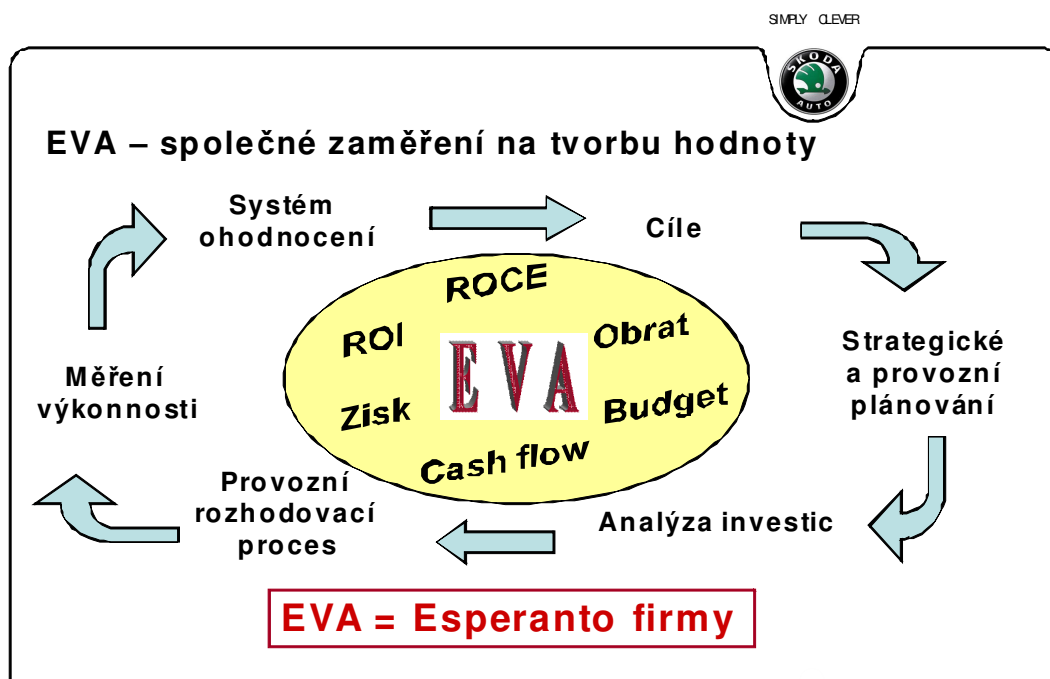 SIMPLY CLEVER
ŠKODA
AUTO
EVA – společné zaměření na tvorbu hodnoty
Systém
ohodnocení
Cíle
Strategické
a provozní
plánování
Analýza investic
Provozní
rozhodovací
proces
Měření
výkonnosti
ROCE
ROI
Obrat
EVA
Zisk
Budget
Cash flow
EVA = Esperanto firmy